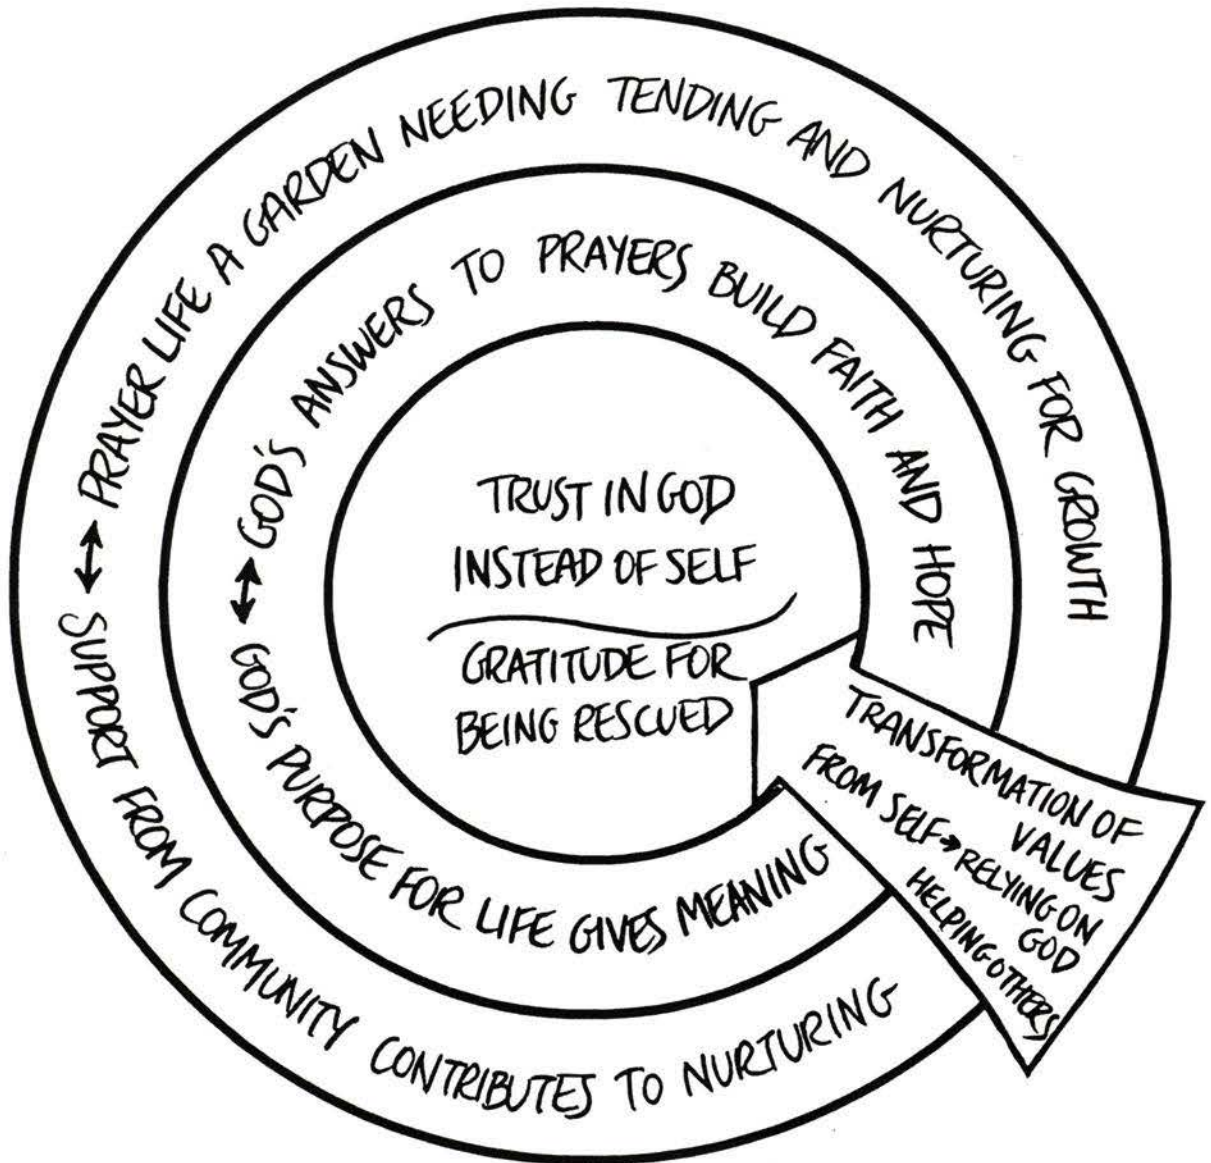 PRAYER LIFE A GARDEN NEEDING TENDING AND NURTURING FOR GROWTH
SUPPORT FROM COMMUNITY CONTRIBUTES TO NURTURING
GOD'S ANSWERS TO PRAYERS BUILD FAITH AND HOPE
GOD'S PURPOSE FOR LIFE GIVES MEANING
TRUST IN GOD
INSTEAD OF SELF
GRATITUDE FOR
BEING RESCUED
TRANSFORMATION OF
VALUES
FROM SELF → RELYING ON
GOD
HELPING OTHERS